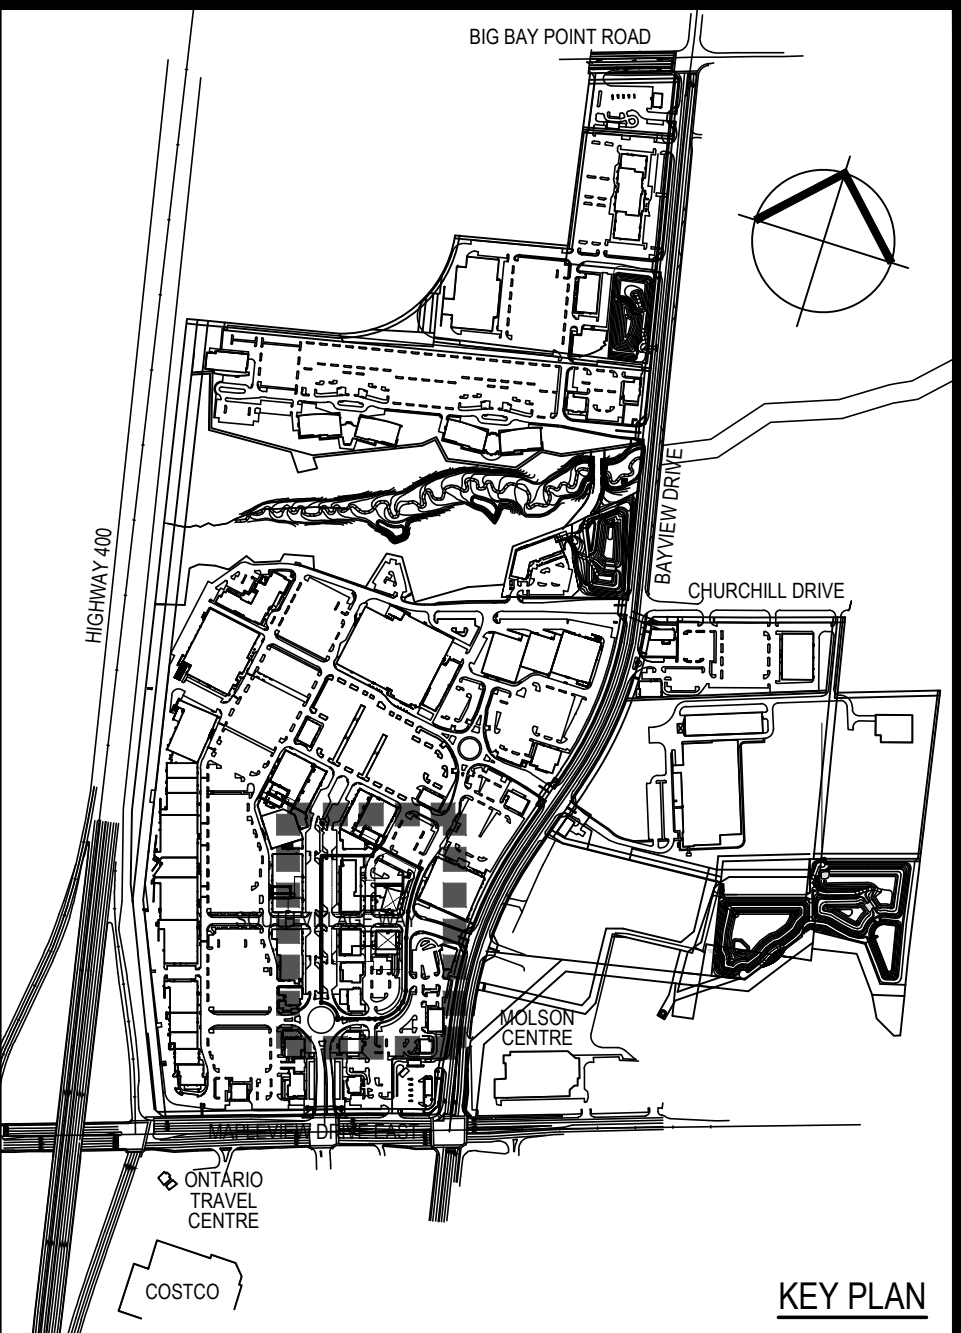 BIG BAY POINT ROAD
HIGHWAY 400
BAYVIEW DRIVE
CHURCHILL DRIVE
MOLSON
CENTRE
MAPLEVIEW DRIVE EAST
ONTARIO
TRAVEL
CENTRE
COSTCO
KEY PLAN